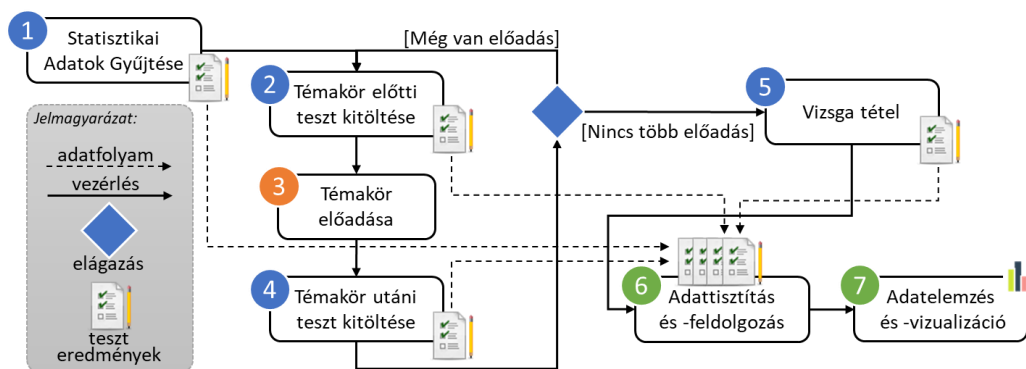 1
Statisztikai
Adatok Gyűjtése
[Még van előadás]
2
Témakör előtti
teszt kitöltése
5
Vizsga tétel
[Nincs több előadás]
Jelmagyarázat:
adatfolyam
vezérlés
elágazás
teszt
eredmények
3
Témakör
előadása
4
Témakör utáni
teszt kitöltése
6
Adattisztítás
és -feldolgozás
7
Adatelemzés
és -vizualizáció